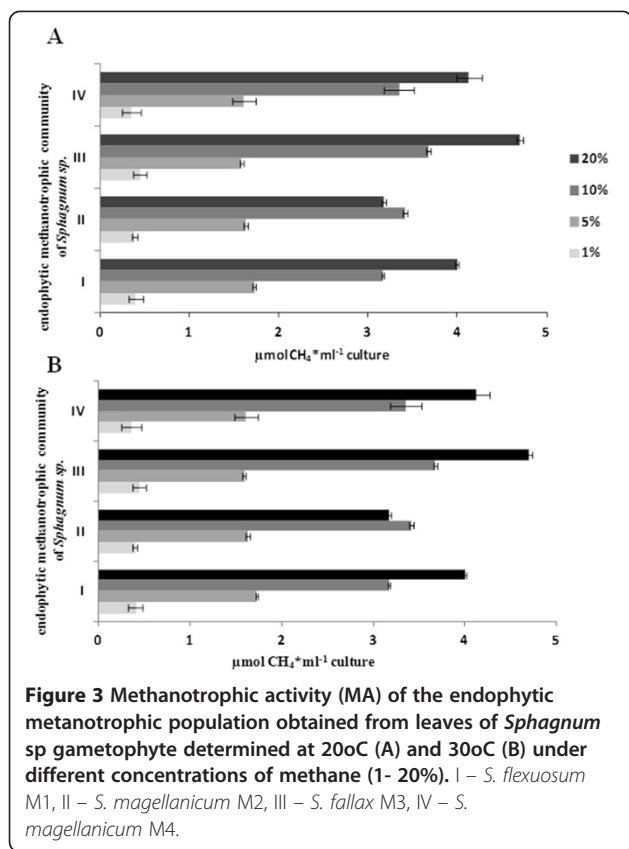 A
endophytic methanotrophic community
of Sphagnum sp.
IV
III
II
I
20%
10%
5%
1%
0 1 2 3 4 5
µmol CH4*ml-1 culture
B
endophytic methanotrophic community
of Sphagnum sp.
IV
III
II
I
0 1 2 3 4 5
µmol CH4*ml-1 culture
Figure 3 Methanotrophic activity (MA) of the endophytic
metanotrophic population obtained from leaves of Sphagnum
sp gametophyte determined at 20oC (A) and 30oC (B) under
different concentrations of methane (1- 20%). I – S. flexuosum
M1, II – S. magellanicum M2, III – S. fallax M3, IV – S.
magellanicum M4.